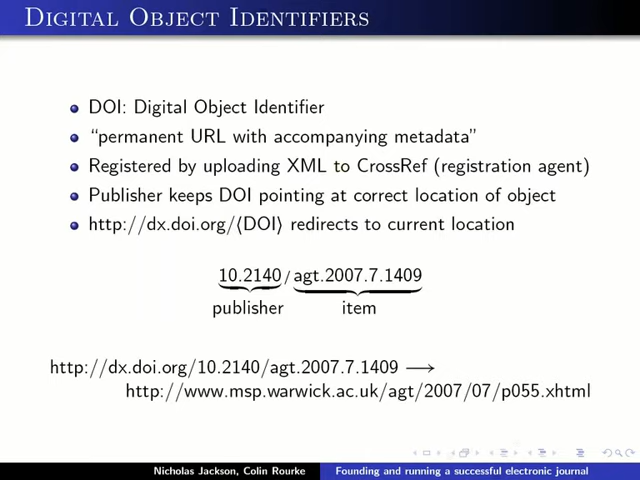 Digital Object Identifiers
DOI: Digital Object Identifier
“permanent URL with accompanying metadata”
Registered by uploading XML to CrossRef (registration agent)
Publisher keeps DOI pointing at correct location of object
http://dx.doi.org/⟨DOI⟩ redirects to current location
10.2140/agt.2007.7.1409
publisher item
http://dx.doi.org/10.2140/agt.2007.7.1409 ⟶
http://www.msp.warwick.ac.uk/agt/2007/07/p055.xhtml
Nicholas Jackson, Colin Rourke Founding and running a successful electronic journal